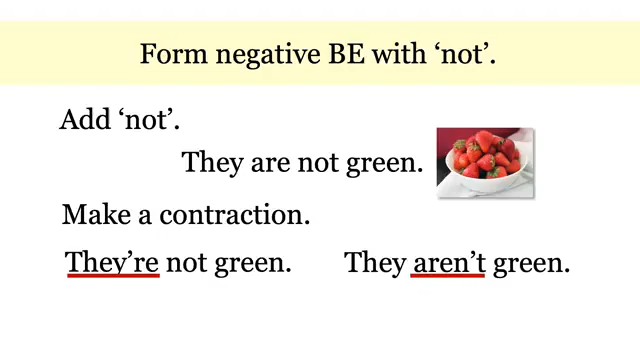 Form negative BE with ‘not’.
Add ‘not’.
They are not green.
Make a contraction.
They’re not green. They aren’t green.